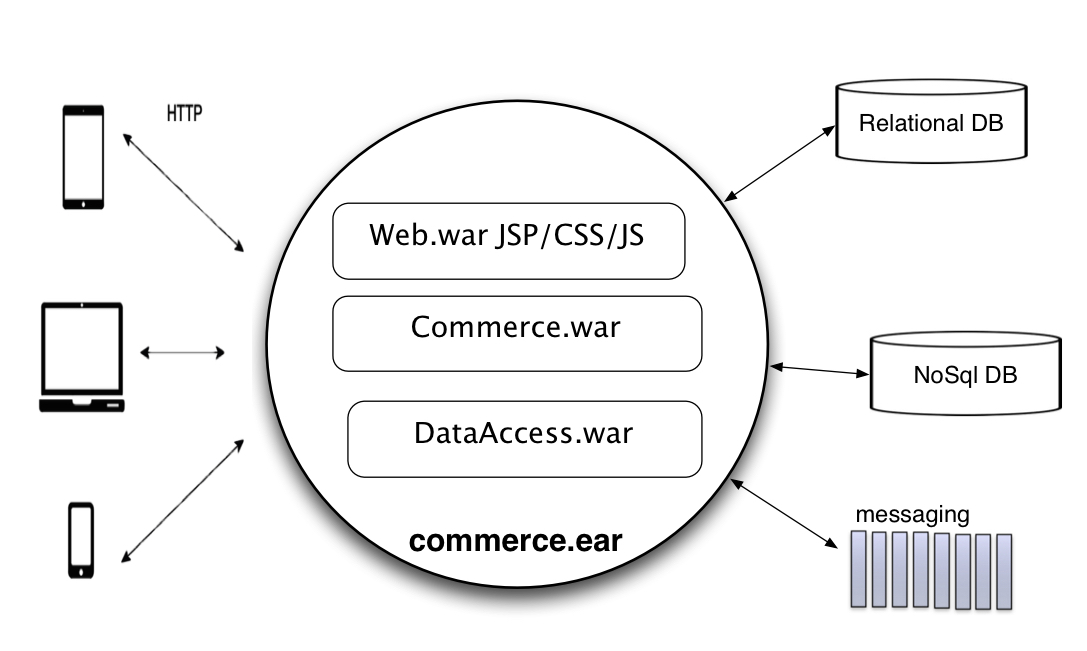 HTTP
Relational DB
Web.war JSP/CSS/JS
Commerce.war
NoSql DB
DataAccess.war
messaging
commerce.ear